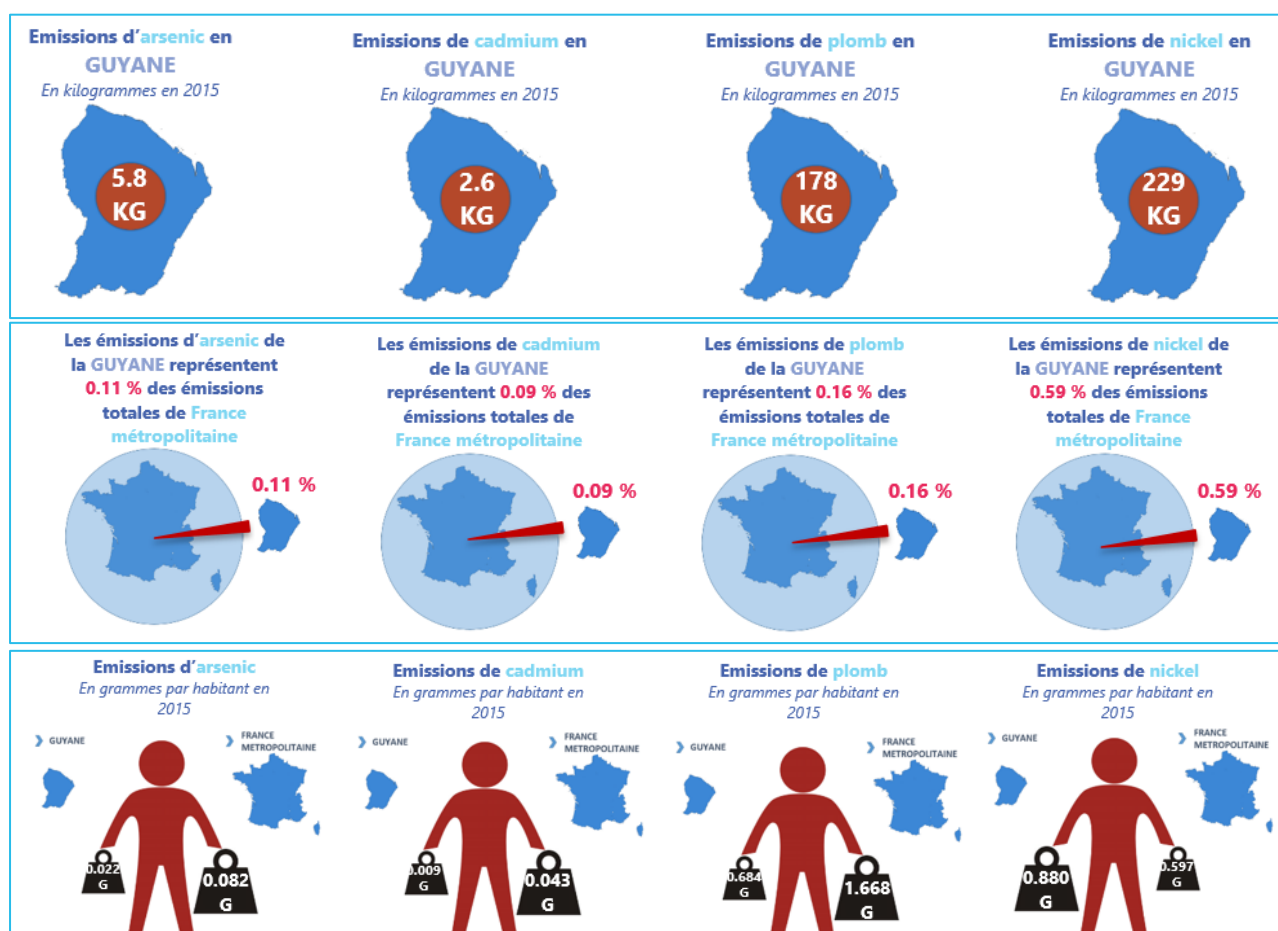 Emissions d'arsenic en
GUYANE
En kilogrammes en 2015
5.8
KG
Emissions de cadmium en
GUYANE
En kilogrammes en 2015
2.6
KG
Emissions de plomb en
GUYANE
En kilogrammes en 2015
178
KG
Emissions de nickel en
GUYANE
En kilogrammes en 2015
229
KG
Les émissions d'arsenic de
la GUYANE représentent
0.11 % des émissions
totales de France
métropolitaine
0.11 %
Les émissions de cadmium
de la GUYANE
représentent 0.09 % des
émissions totales de
France métropolitaine
0.09 %
Les émissions de plomb
de la GUYANE
représentent 0.16 % des
émissions totales de
France métropolitaine
0.16 %
Les émissions de nickel de
la GUYANE représentent
0.59 % des émissions
totales de France
métropolitaine
0.59 %
Emissions d'arsenic
En grammes par habitant en
2015
GUYANE
FRANCE
METROPOLITAINE
0.022
G
0.082
G
Emissions de cadmium
En grammes par habitant en
2015
GUYANE
FRANCE
METROPOLITAINE
0.009
G
0.043
G
Emissions de plomb
En grammes par habitant en
2015
GUYANE
FRANCE
METROPOLITAINE
0.684
G
1.668
G
Emissions de nickel
En grammes par habitant en
2015
GUYANE
FRANCE
METROPOLITAINE
0.880
G
0.597
G